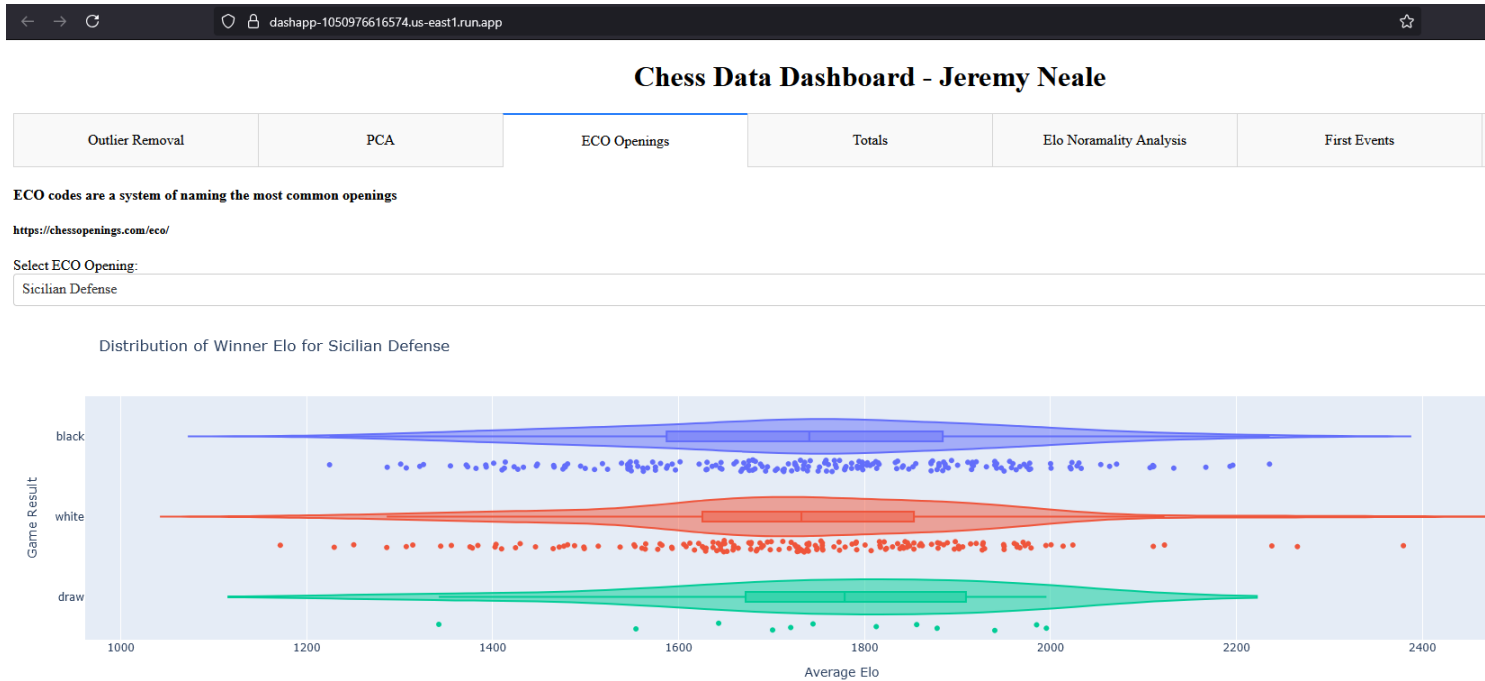 dashapp-1050976616574.us-east1.run.app
Chess Data Dashboard - Jeremy Neale
Outlier Removal PCA ECO Openings Totals Elo Noramality Analysis First Events
ECO codes are a system of naming the most common openings
https://chessopenings.com/eco/
Select ECO Opening:
Sicilian Defense
Distribution of Winner Elo for Sicilian Defense
black
white
draw
Game Result
1000 1200 1400 1600 1800 2000 2200 2400
Average Elo